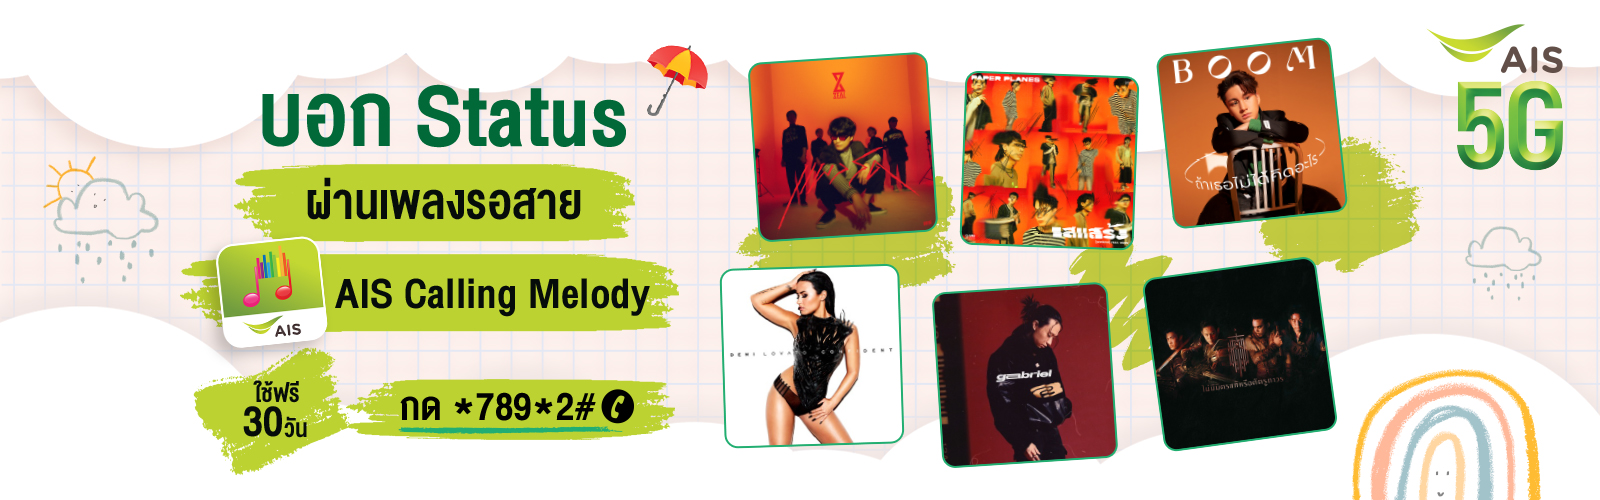 บอก Status
ผ่านเพลงรอสาย
AIS Calling Melody
AIS
ใช้ฟรี
30วัน
กด *789*2#
PAPER PLANES
เสแสร้ง
BOOM
ถ้าเธอไม่ได้คิดอะไร
DEMI LOVATO CONFIDENT
gabriel
AIS
5G